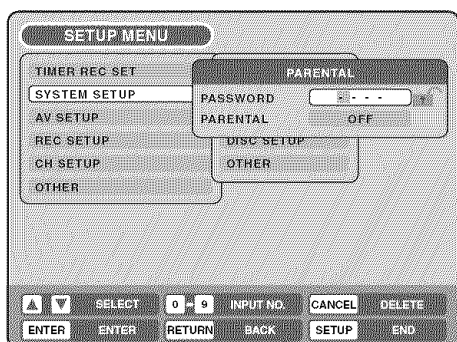 SETUP MENU
TIMER REC SET
SYSTEM SETUP
AV SETUP
REC SETUP
CH SETUP
OTHER
PARENTAL
PASSWORD - - - -
PARENTAL OFF
DISC SETUP
OTHER
▲ ▼ SELECT 0 - 9 INPUT NO. CANCEL DELETE
ENTER ENTER RETURN BACK SETUP END